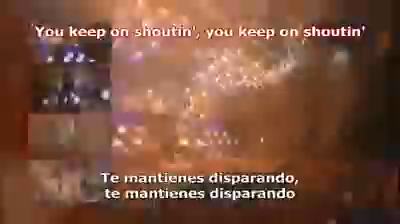 You keep on shoutin', you keep on shoutin'
Te mantienes disparando,
te mantienes disparando